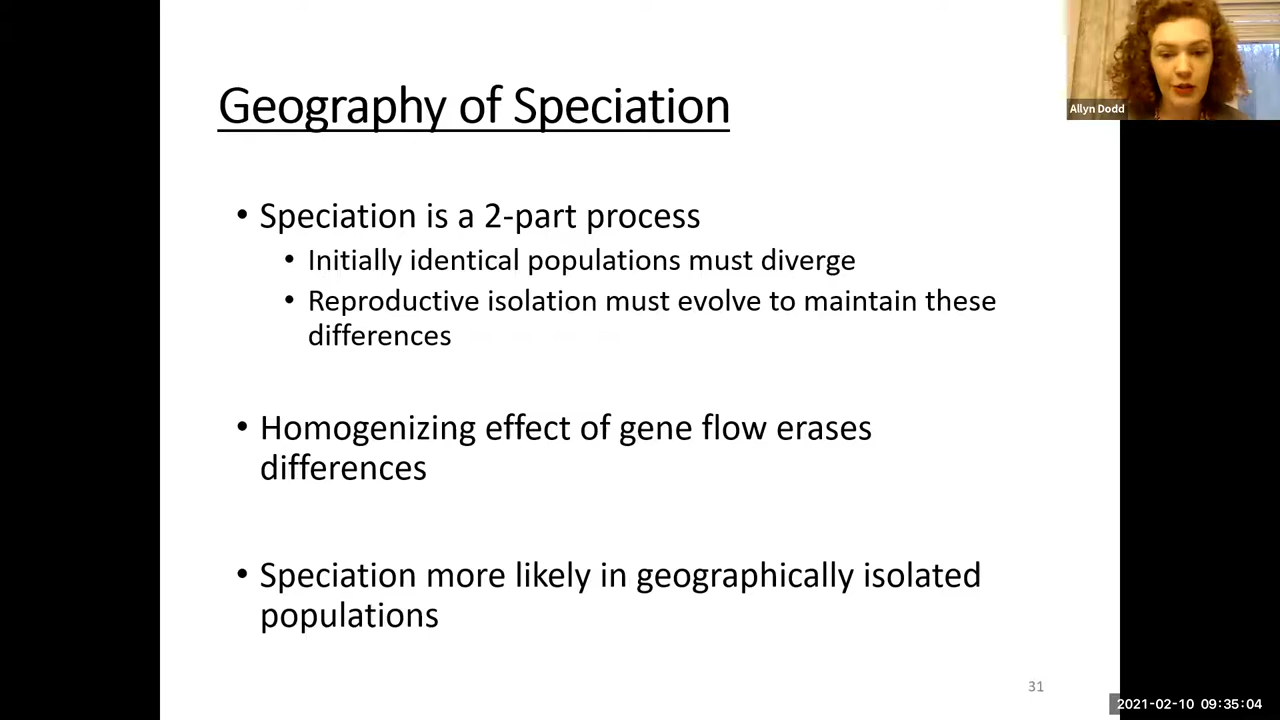 Geography of Speciation
Allyn Dodd
• Speciation is a 2-part process
• Initially identical populations must diverge
• Reproductive isolation must evolve to maintain these
differences
• Homogenizing effect of gene flow erases
differences
• Speciation more likely in geographically isolated
populations
31
2021-02-10 09:35:04